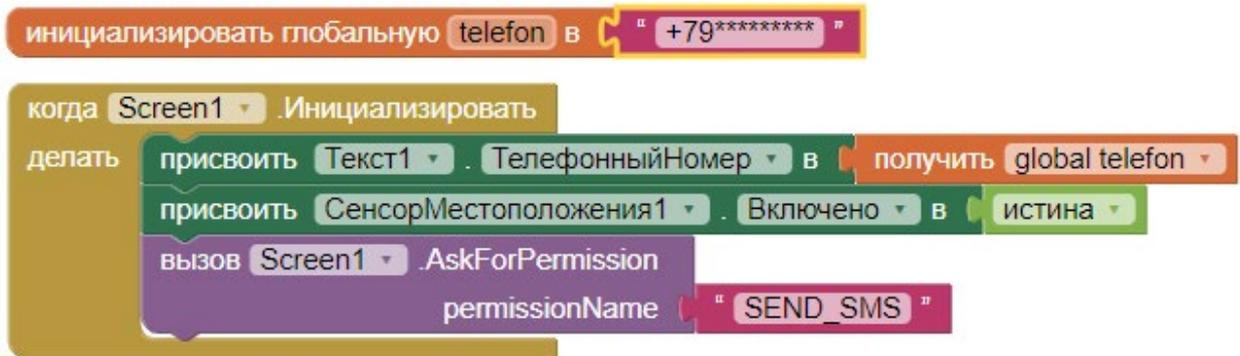 инициализировать глобальную telefon в " +79********* "
когда Screen1 .Инициализировать
делать присвоить Текст1 . ТелефонныйНомер в получить global telefon
присвоить СенсорМестоположения1 . Включено в истина
вызов Screen1 .AskForPermission
permissionName " SEND_SMS "